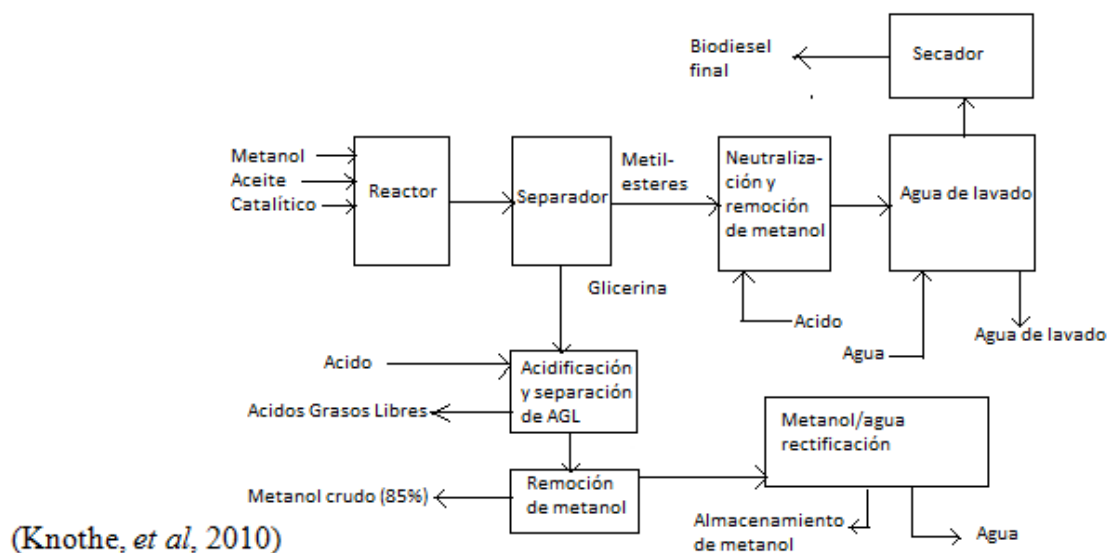 Biodiesel
final
Secador
Metanol
Aceite
Catalítico
Reactor
Separador
Metil-
esteres
Neutraliza-
ción y
remoción
de metanol
Agua de lavado
Glicerina
Acido
Agua
Agua de lavado
Acido
Acidificación
y separación
de AGL
Acidos Grasos Libres
Metanol/agua
rectificación
Metanol crudo (85%)
Remoción
de metanol
Almacenamiento
de metanol
Agua
(Knothe, et al, 2010)